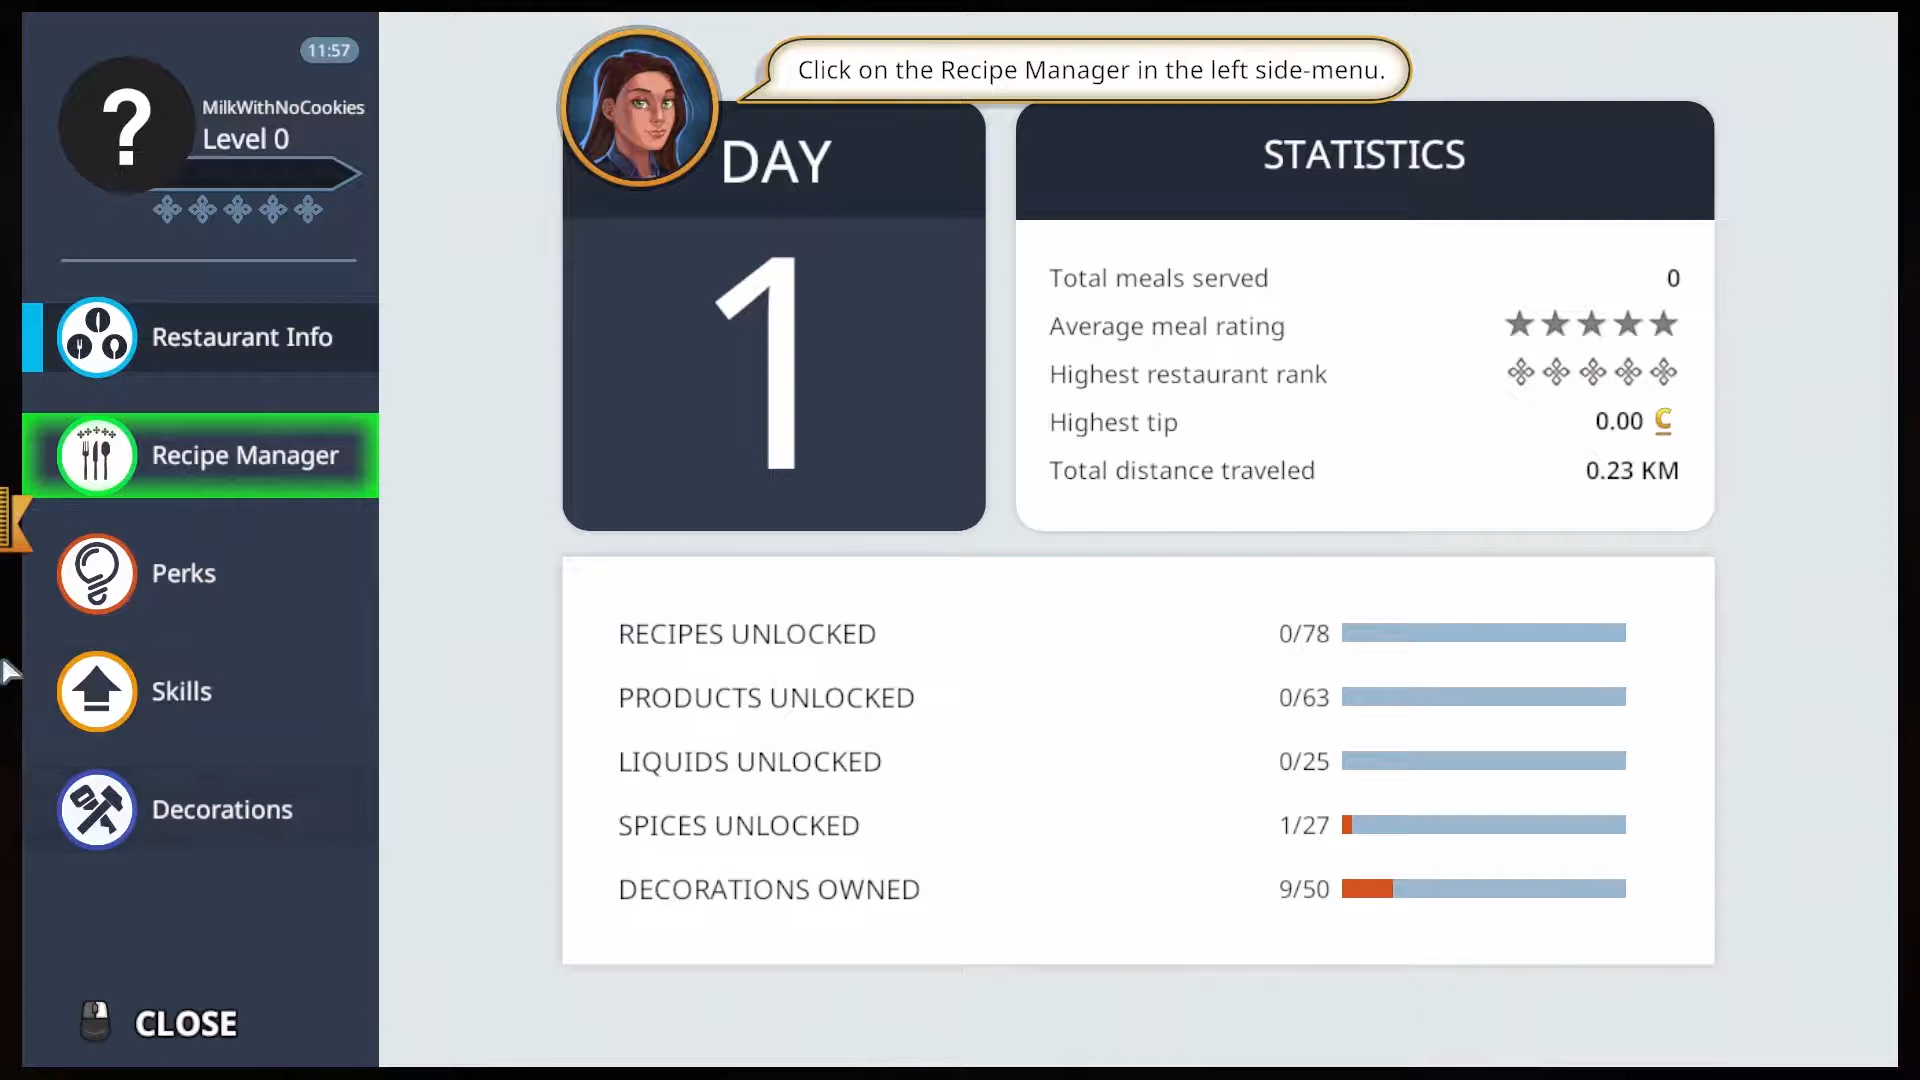 11:57
MilkWithNoCookies
Level 0
Restaurant Info
Recipe Manager
Perks
Skills
Decorations
CLOSE
Click on the Recipe Manager in the left side-menu.
DAY
1
STATISTICS
Total meals served 0
Average meal rating
Highest restaurant rank
Highest tip 0.00
Total distance traveled 0.23 KM
RECIPES UNLOCKED 0/78
PRODUCTS UNLOCKED 0/63
LIQUIDS UNLOCKED 0/25
SPICES UNLOCKED 1/27
DECORATIONS OWNED 9/50